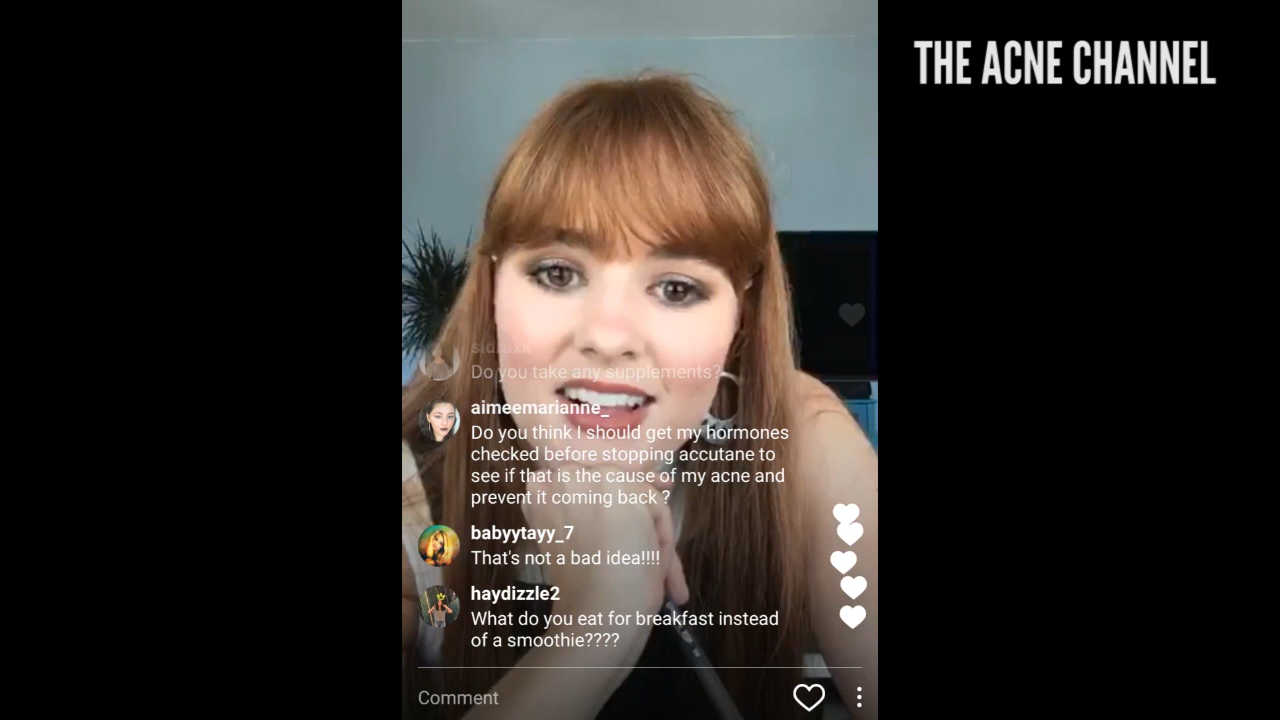 THE ACNE CHANNEL
Do you take any supplements?
aimeemarianne_
Do you think I should get my hormones
checked before stopping accutane to
see if that is the cause of my acne and
prevent it coming back ?
babyytayy_7
That's not a bad idea!!!!
haydizzle2
What do you eat for breakfast instead
of a smoothie????
Comment